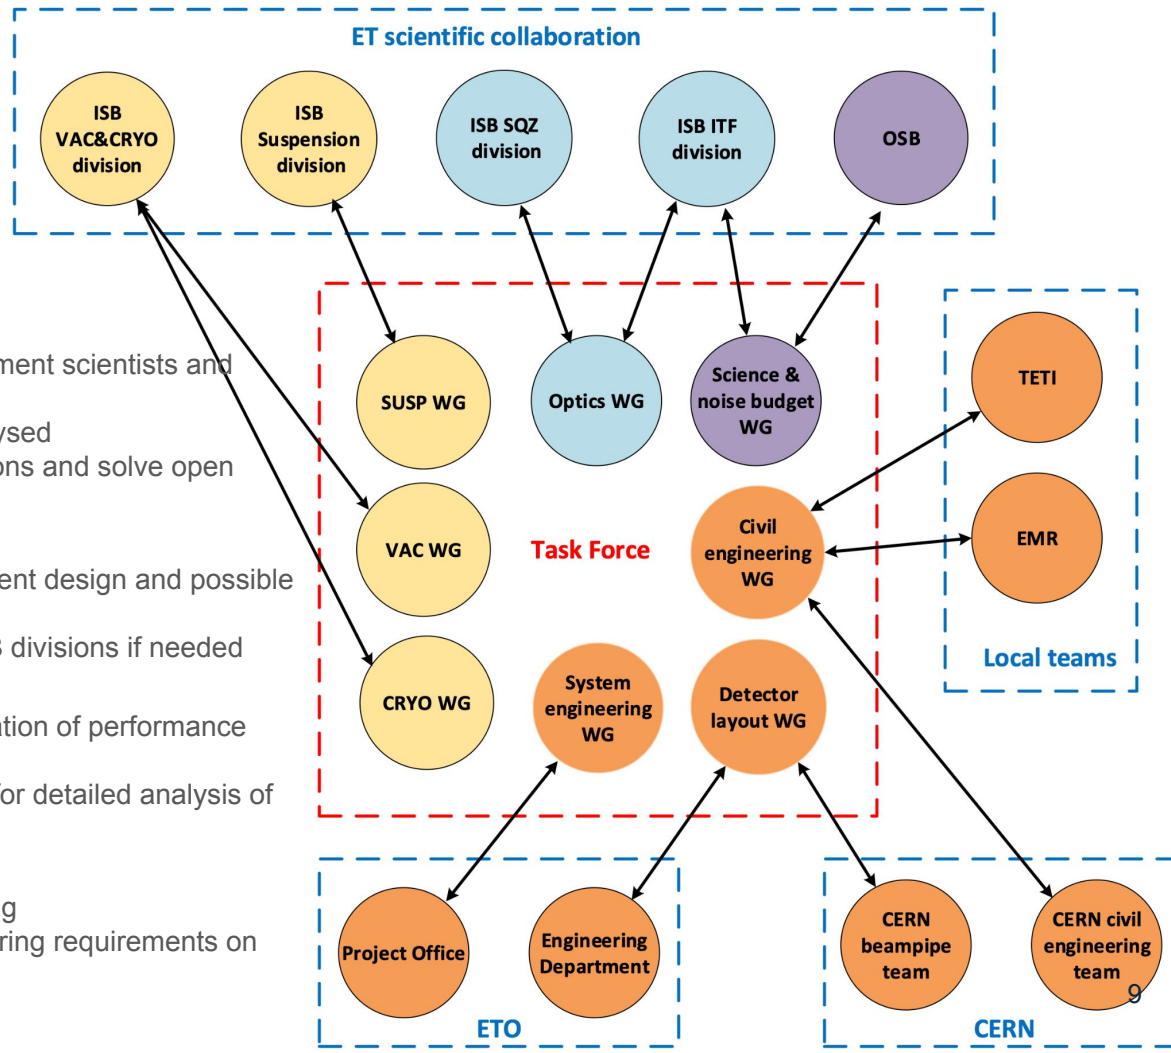 ET scientific collaboration
ISB
VAC&CRYO
division
ISB
Suspension
division
ISB SQZ
division
ISB ITF
division
OSB
ment scientists and
ysed
ons and solve open
ent design and possible
divisions if needed
ation of performance
for detailed analysis of
ring requirements on
SUSP WG
Optics WG
Science &
noise budget
WG
VAC WG
Task Force
Civil
engineering
WG
CRYO WG
System
engineering
WG
Detector
layout WG
TETI
EMR
Local teams
Project Office
Engineering
Department
ETO
CERN
beampipe
team
CERN civil
engineering
team
CERN
9